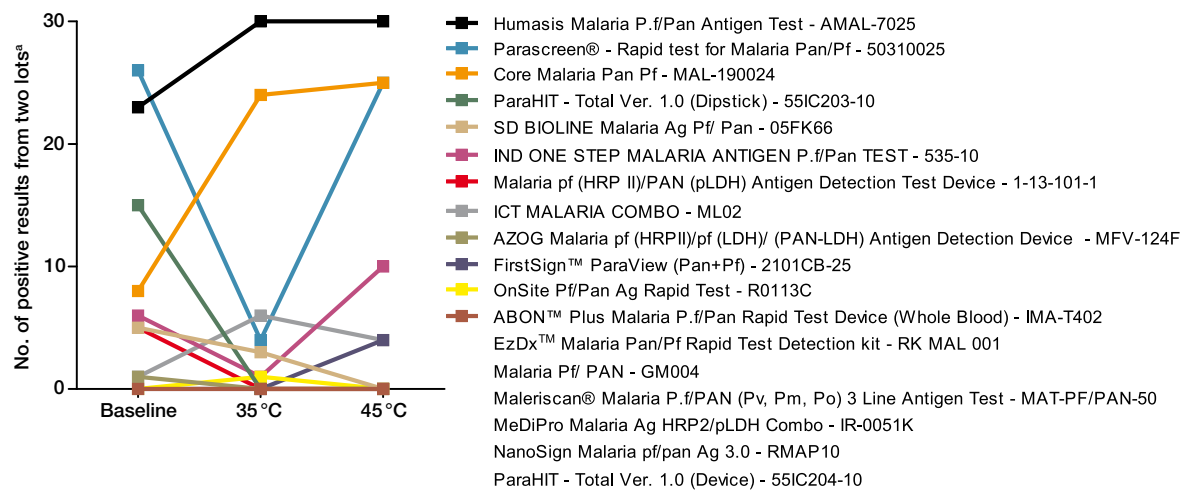 No. of positive results from two lotsª
30
20
10
0
Baseline
35°C
45°C
Humasis Malaria P.f/Pan Antigen Test - AMAL-7025
Parascreen® - Rapid test for Malaria Pan/Pf - 50310025
Core Malaria Pan Pf - MAL-190024
ParaHIT - Total Ver. 1.0 (Dipstick) - 55IC203-10
SD BIOLINE Malaria Ag Pf/ Pan - 05FK66
IND ONE STEP MALARIA ANTIGEN P.f/Pan TEST - 535-10
Malaria pf (HRP II)/PAN (pLDH) Antigen Detection Test Device - 1-13-101-1
ICT MALARIA COMBO - ML02
AZOG Malaria pf (HRPII)/pf (LDH)/ (PAN-LDH) Antigen Detection Device - MFV-124F
FirstSign™ ParaView (Pan+Pf) - 2101CB-25
OnSite Pf/Pan Ag Rapid Test - R0113C
ABON™ Plus Malaria P.f/Pan Rapid Test Device (Whole Blood) - IMA-T402
EzDx™ Malaria Pan/Pf Rapid Test Detection kit - RK MAL 001
Malaria Pf/ PAN - GM004
Maleriscan® Malaria P.f/PAN (Pv, Pm, Po) 3 Line Antigen Test - MAT-PF/PAN-50
MeDiPro Malaria Ag HRP2/pLDH Combo - IR-0051K
NanoSign Malaria pf/pan Ag 3.0 - RMAP10
ParaHIT - Total Ver. 1.0 (Device) - 55IC204-10